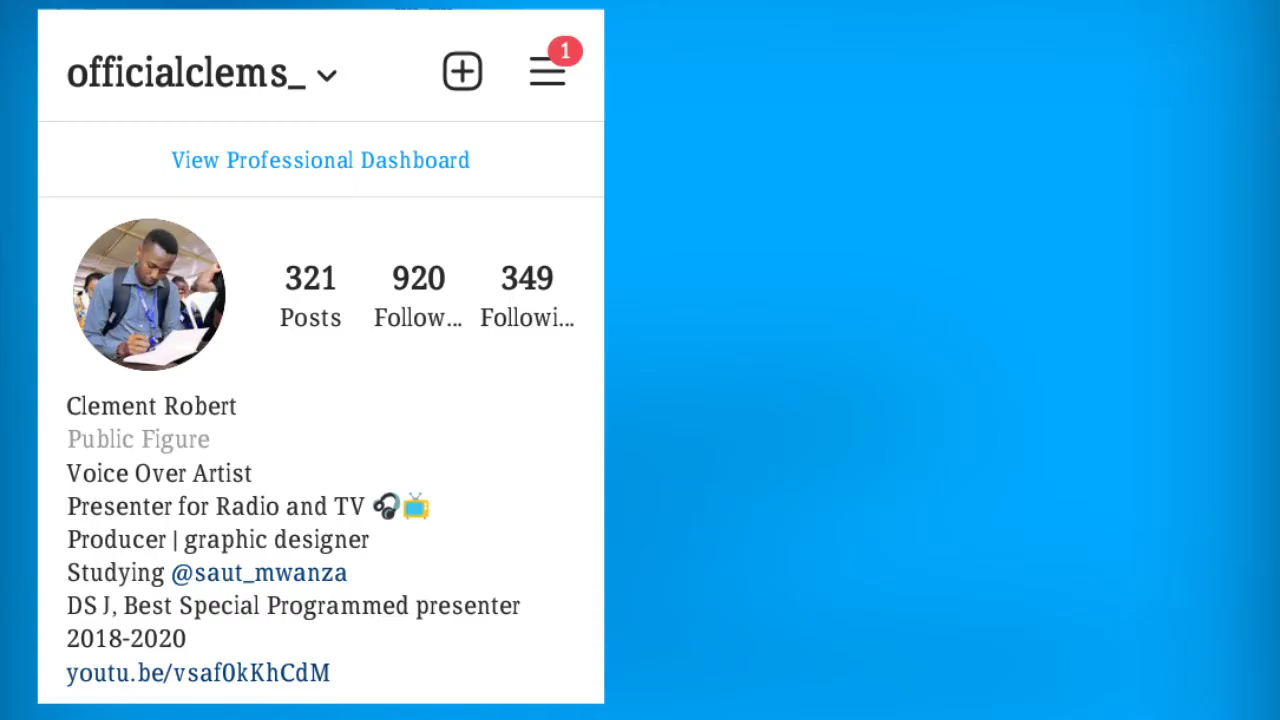 officialclems_
1
View Professional Dashboard
321 920 349
Posts Follow... Followi...
Clement Robert
Public Figure
Voice Over Artist
Presenter for Radio and TV 🎧📺
Producer | graphic designer
Studying @saut_mwanza
DS J, Best Special Programmed presenter
2018-2020
youtu.be/vsaf0kKhCdM